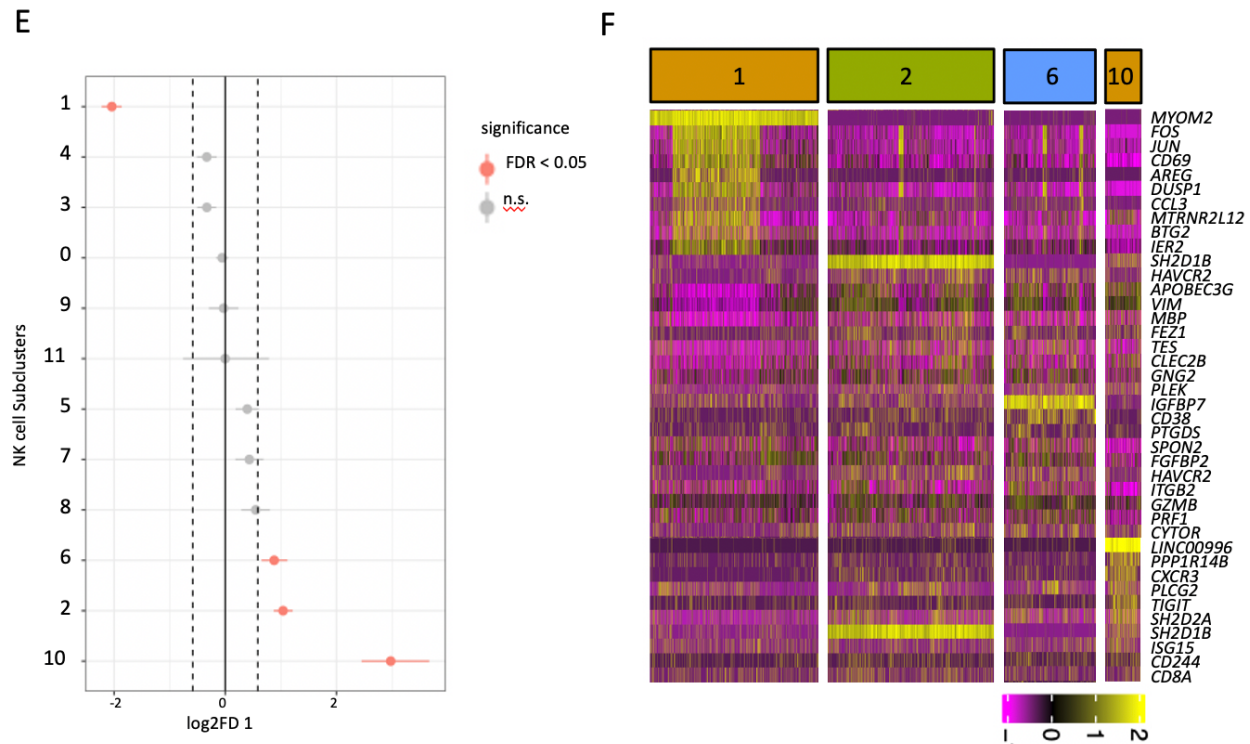 E
F
1
4
3
0
9
11
5
7
8
6
2
10
NK cell Subclusters
-2
0
2
log2FD 1
significance
FDR < 0.05
n.s.
1
2
6
10
MYOM2
FOS
JUN
CD69
AREG
DUSP1
CCL3
MTRNR2L12
BTG2
IER2
SH2D1B
HAVCR2
APOBEC3G
VIM
MBP
FEZ1
TES
CLEC2B
GNG2
PLEK
IGFBP7
CD38
PTGDS
SPON2
FGFBP2
HAVCR2
ITGB2
GZMB
PRF1
CYTOR
LINC00996
PPP1R14B
CXCR3
PLCG2
TIGIT
SH2D2A
SH2D1B
ISG15
CD244
CD8A
0
1
2